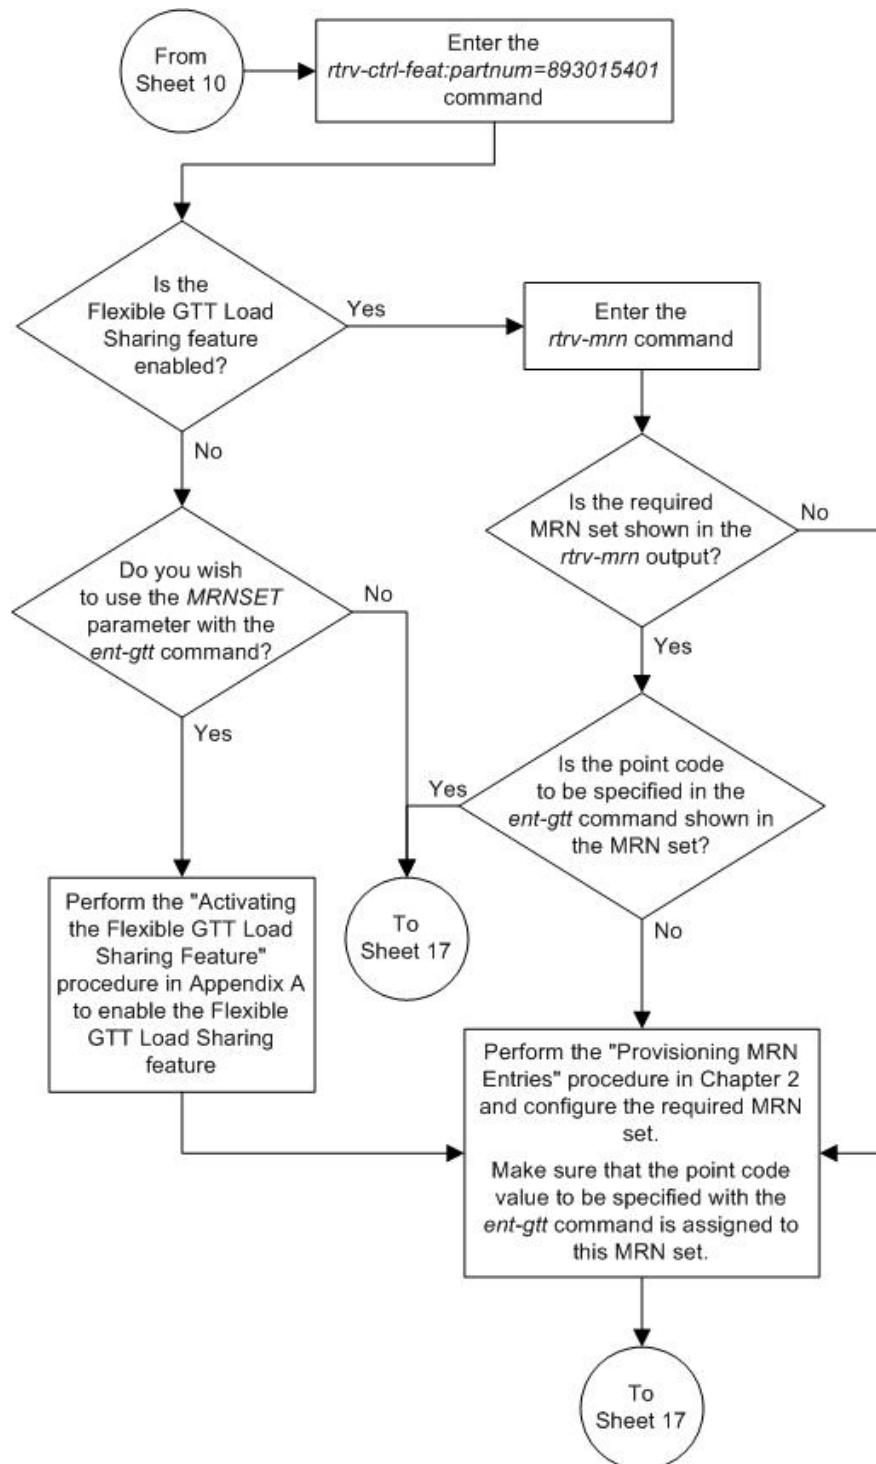 From
Sheet 10
Enter the
rtrv-ctrl-feat:partnum=893015401
command
Is the
Flexible GTT Load
Sharing feature
enabled?
Yes
No
Enter the
rtrv-mrn command
Is the required
MRN set shown in the
rtrv-mrn output?
No
Yes
Do you wish
to use the MRNSET
parameter with the
ent-gtt command?
No
Yes
Is the point code
to be specified in the
ent-gtt command shown in
the MRN set?
Yes
No
Perform the "Activating
the Flexible GTT Load
Sharing Feature"
procedure in Appendix A
to enable the Flexible
GTT Load Sharing
feature
To
Sheet 17
Perform the "Provisioning MRN
Entries" procedure in Chapter 2
and configure the required MRN
set.
Make sure that the point code
value to be specified with the
ent-gtt command is assigned to
this MRN set.
To
Sheet 17